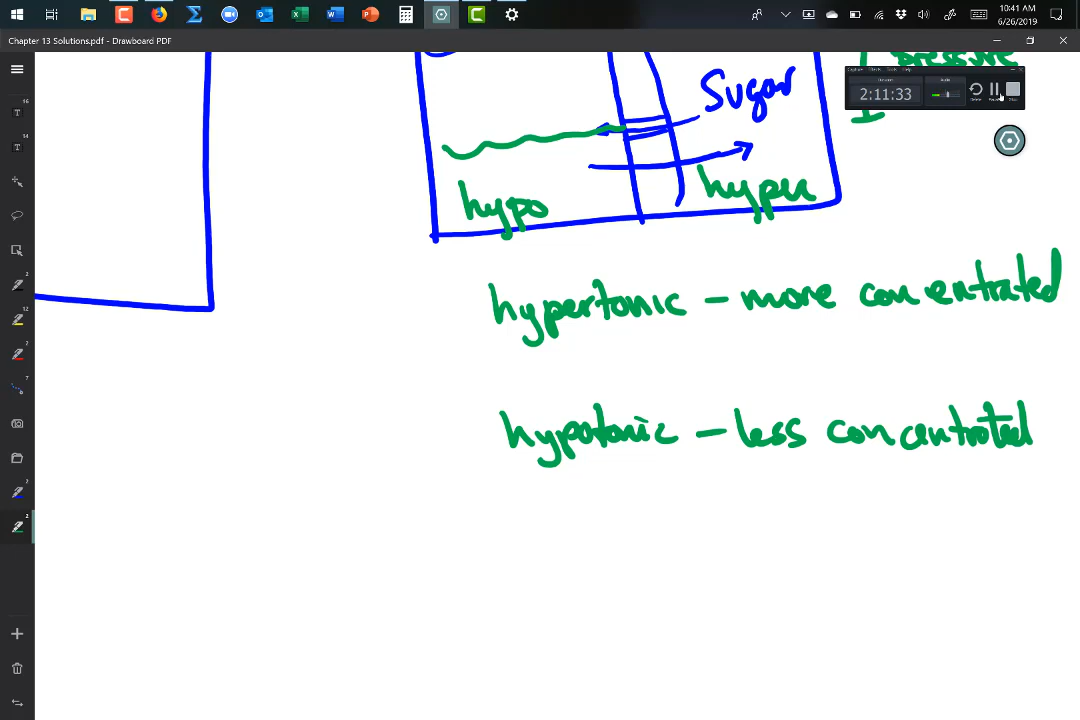 10:41 AM
6/26/2019
Chapter 13 Solutions.pdf - Drawboard PDF
pressure
2:11:33
Sugar
hypo
hyper
hypertonic - more concentrated
hypotonic - less concentrated